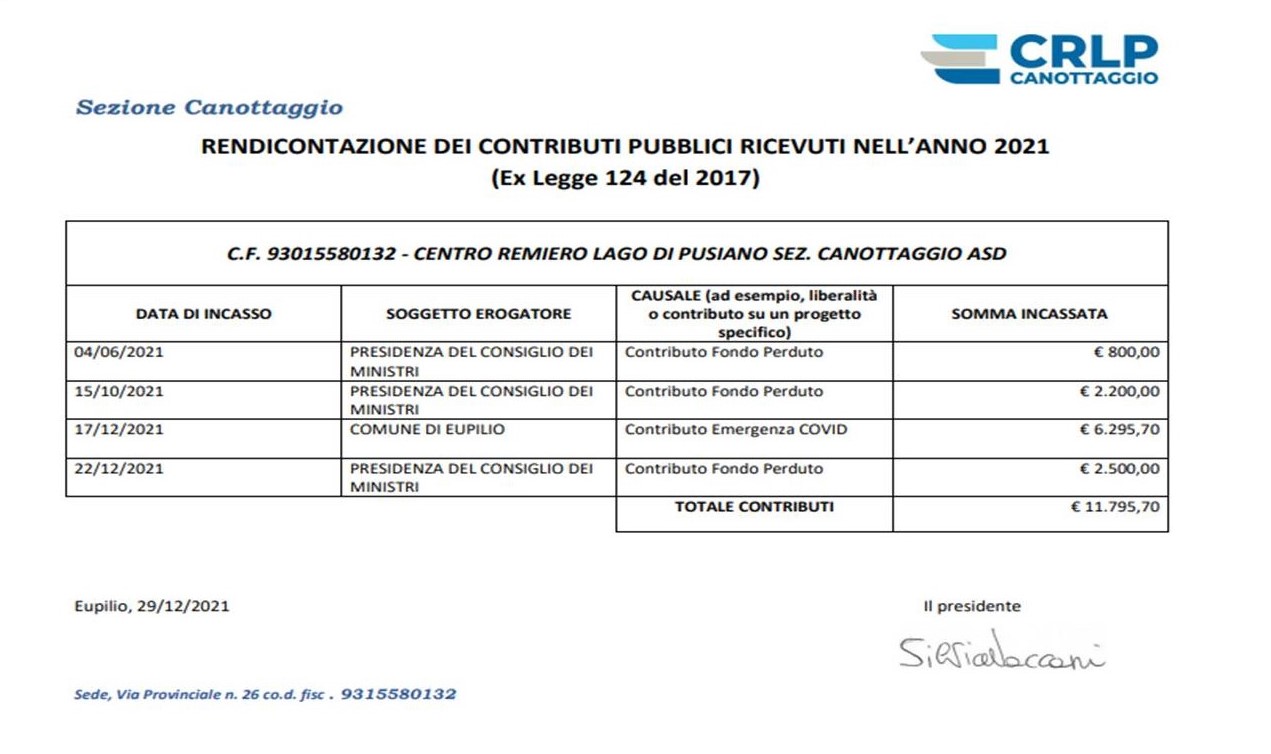 CRLP
CANOTTAGGIO
Sezione Canottaggio
RENDICONTAZIONE DEI CONTRIBUTI PUBBLICI RICEVUTI NELL'ANNO 2021
(Ex Legge 124 del 2017)
C.F. 93015580132 - CENTRO REMIERO LAGO DI PUSIANO SEZ. CANOTTAGGIO ASD
DATA DI INCASSO
SOGGETTO EROGATORE
CAUSALE (ad esempio, liberalità
o contributo su un progetto
specifico)
SOMMA INCASSATA
04/06/2021
PRESIDENZA DEL CONSIGLIO DEI
MINISTRI
Contributo Fondo Perduto
€ 800,00
15/10/2021
PRESIDENZA DEL CONSIGLIO DEI
MINISTRI
Contributo Fondo Perduto
€ 2.200,00
17/12/2021
COMUNE DI EUPILIO
Contributo Emergenza COVID
€ 6.295,70
22/12/2021
PRESIDENZA DEL CONSIGLIO DEI
MINISTRI
Contributo Fondo Perduto
€ 2.500,00
TOTALE CONTRIBUTI
€ 11.795,70
Eupilio, 29/12/2021
Il presidente
Sede, Via Provinciale n. 26 co.d. fisc . 9315580132